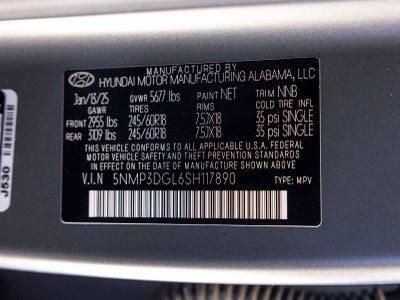 MANUFACTURED BY
HYUNDAI MOTOR MANUFACTURING ALABAMA, LLC
Jan/13/25 GVWR 5677 lbs PAINT NET TRIM NNB
GAWR TIRES RIMS COLD TIRE INFL
FRONT 2955 lbs 245/60R18 7.5JX18 35 psi SINGLE
REAR 3109 lbs 245/60R18 7.5JX18 35 psi SINGLE
THIS VEHICLE CONFORMS TO ALL APPLICABLE U.S.A. FEDERAL
MOTOR VEHICLE SAFETY, BUMPER, AND THEFT PREVENTION STANDARDS
IN EFFECT ON THE DATE OF MANUFACTURE SHOWN ABOVE.
V.I.N 5NMP3DGL6SH117890 TYPE: MPV
J530